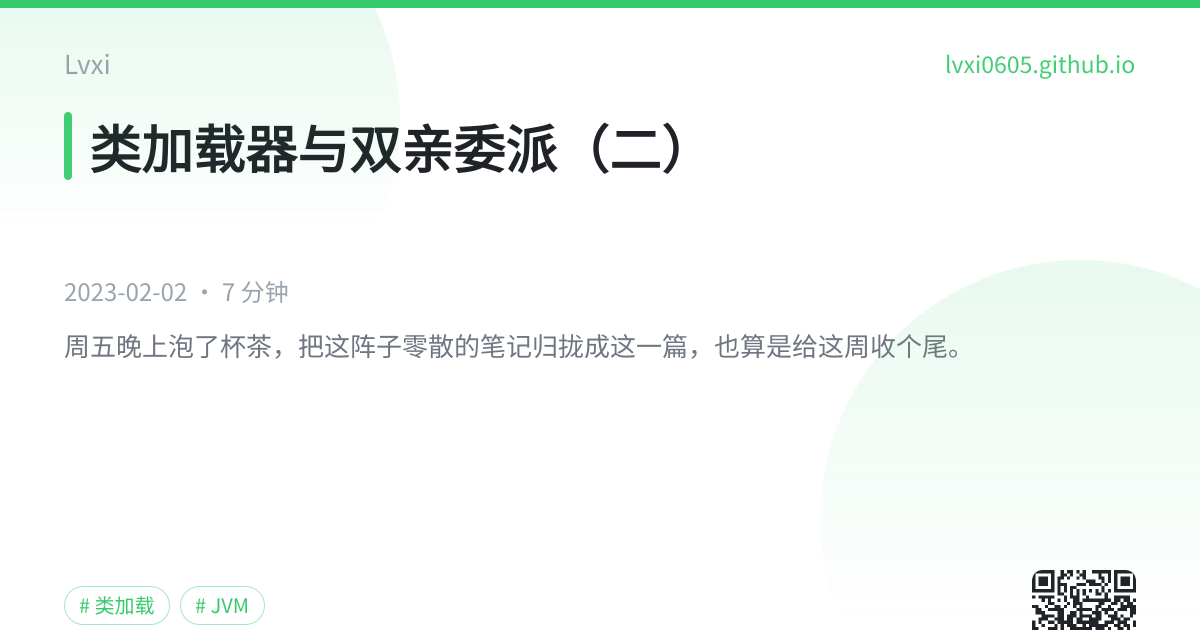 Lvxi
lvxi0605.github.io
类加载器与双亲委派（二）
2023-02-02 · 7 分钟
周五晚上泡了杯茶，把这阵子零散的笔记归拢成这一篇，也算是给这周收个尾。
# 类加载
# JVM